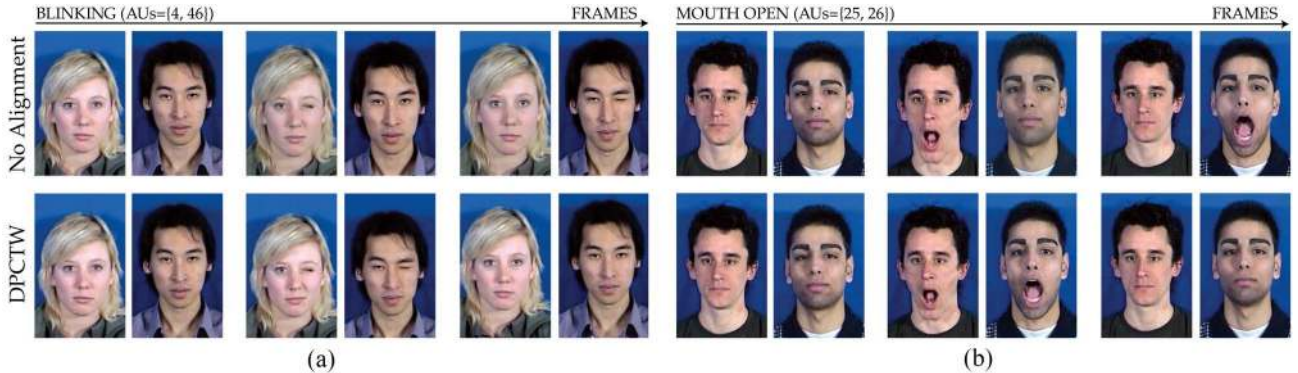 BLINKING (AUs={4, 46}) FRAMES
MOUTH OPEN (AUs={25, 26}) FRAMES
No Alignment
DPCTW
(a)
(b)